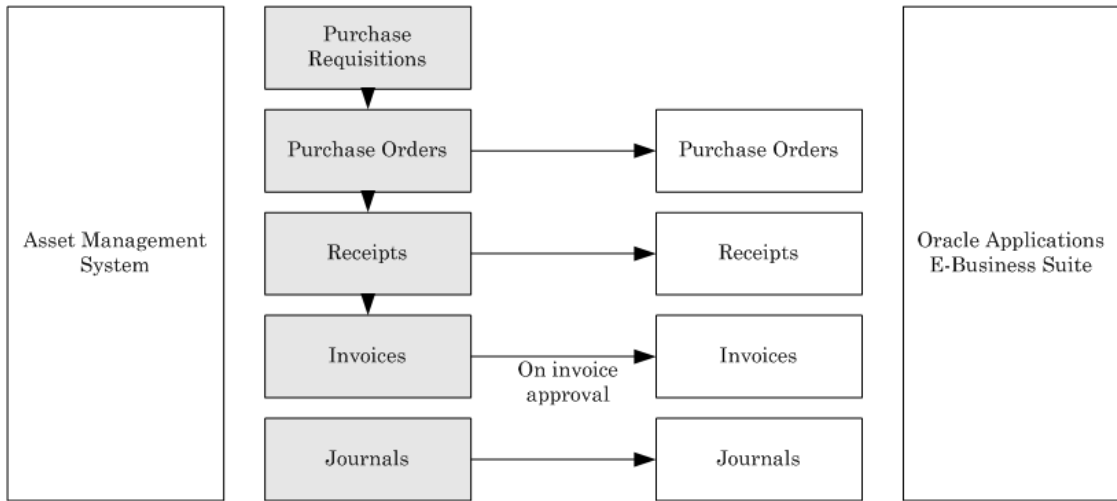 Purchase
Requisitions
Purchase Orders
Purchase Orders
Asset Management
System
Receipts
Receipts
Oracle Applications
E-Business Suite
Invoices
On invoice
approval
Invoices
Journals
Journals